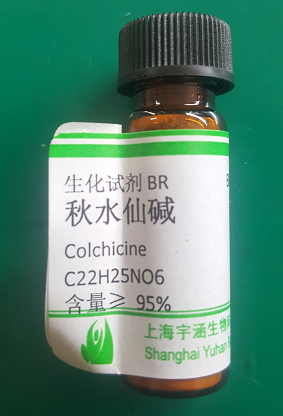 生化试剂 BR
秋水仙碱
Colchicine
C22H25NO6
含量≥ 95%
上海宇涵生物
Shanghai Yuhan